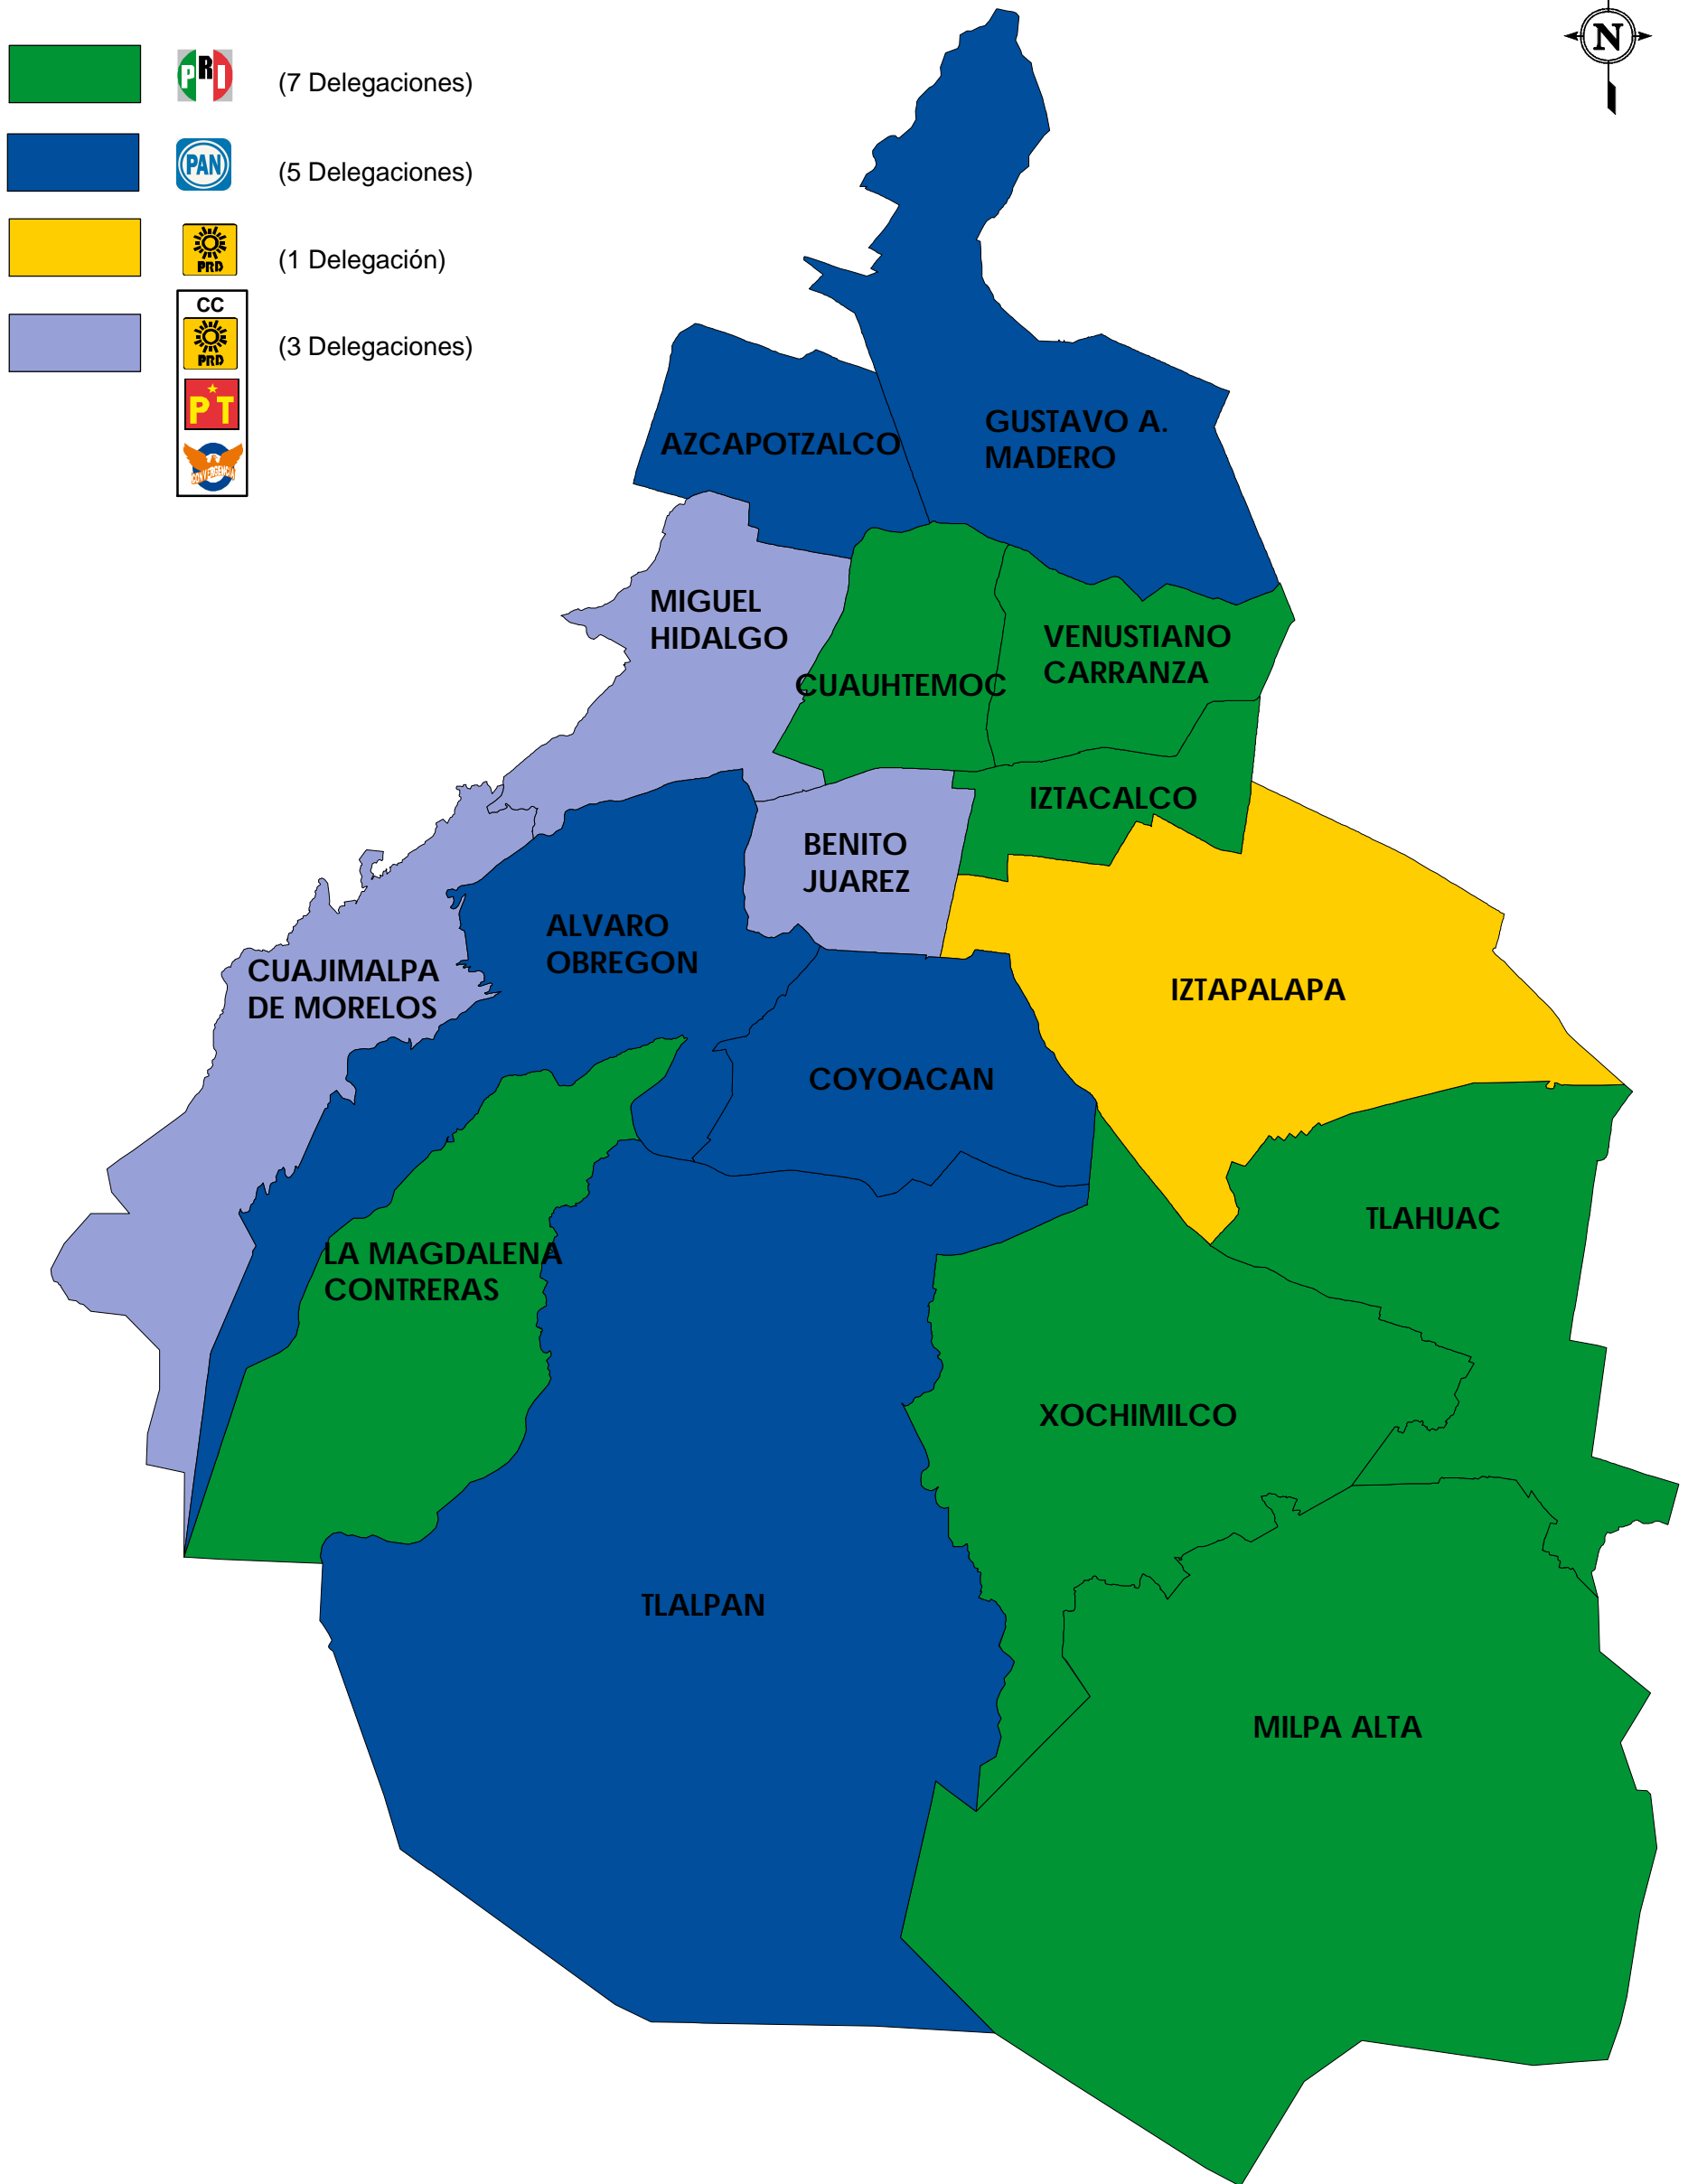 N
PRI
(7 Delegaciones)
PAN
(5 Delegaciones)
PRD
(1 Delegación)
CC
PRD
(3 Delegaciones)
PT
CONVERGENCIA
GUSTAVO A.
MADERO
AZCAPOTZALCO
MIGUEL
HIDALGO
VENUSTIANO
CARRANZA
CUAUHTEMOC
IZTACALCO
BENITO
JUAREZ
ALVARO
OBREGON
CUAJIMALPA
DE MORELOS
IZTAPALAPA
COYOACAN
TLAHUAC
LA MAGDALENA
CONTRERAS
XOCHIMILCO
TLALPAN
MILPA ALTA